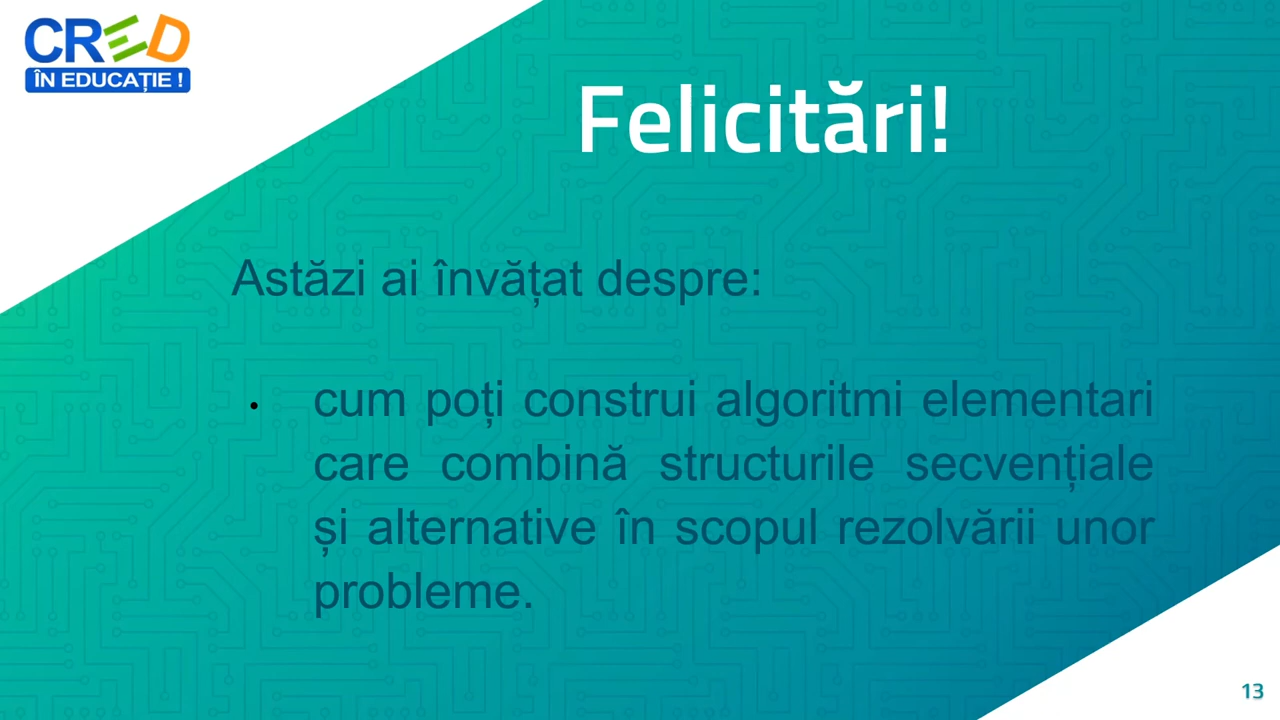 CRED
ÎN EDUCAȚIE !
Felicitări!
Astăzi ai învățat despre:
• cum poți construi algoritmi elementari
care combină structurile secvențiale
și alternative în scopul rezolvării unor
probleme.
13